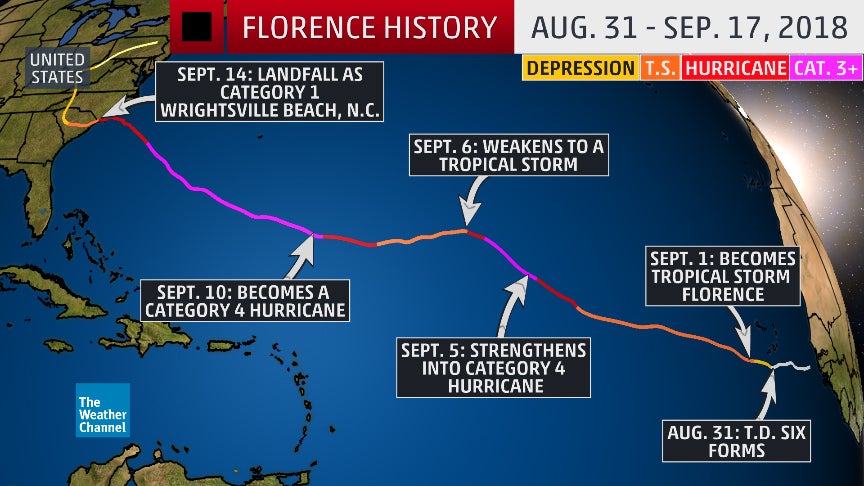 FLORENCE HISTORY
AUG. 31 - SEP. 17, 2018
DEPRESSION T.S. HURRICANE CAT. 3+
UNITED
STATES
SEPT. 14: LANDFALL AS
CATEGORY 1
WRIGHTSVILLE BEACH, N.C.
SEPT. 6: WEAKENS TO A
TROPICAL STORM
SEPT. 1: BECOMES
TROPICAL STORM
FLORENCE
SEPT. 10: BECOMES A
CATEGORY 4 HURRICANE
SEPT. 5: STRENGTHENS
INTO CATEGORY 4
HURRICANE
The
Weather
Channel
AUG. 31: T.D. SIX
FORMS